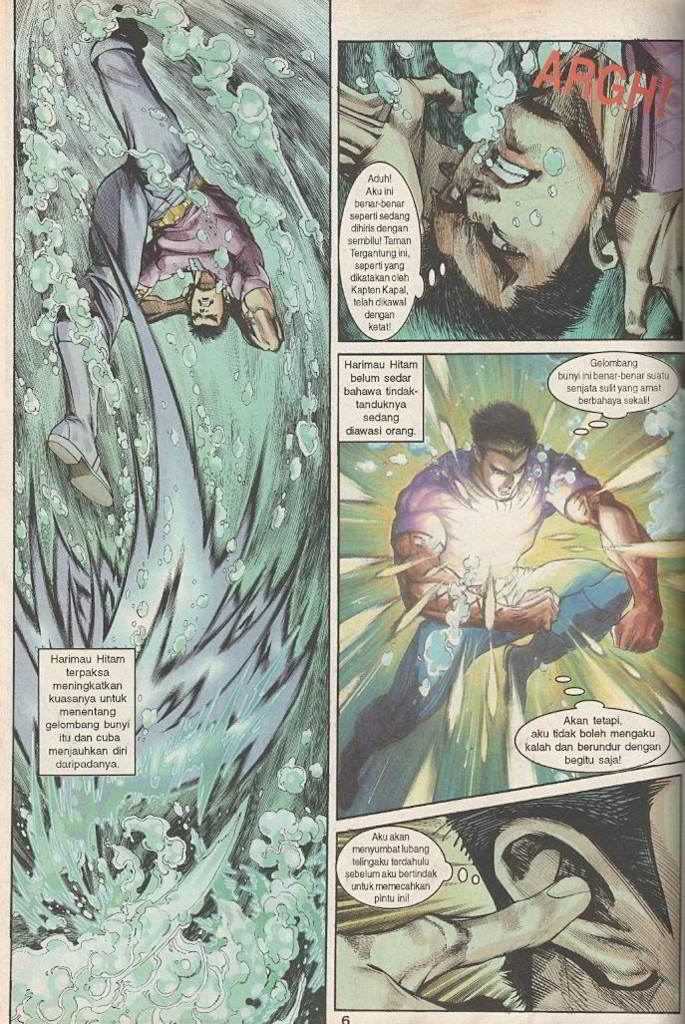 Harimau Hitam
terpaksa
meningkatkan
kuasanya untuk
menentang
gelombang bunyi
itu dan cuba
menjauhkan diri
daripadanya.
ARGH!
Aduh!
Aku ini
benar-benar
seperti sedang
dihiris dengan
sembilu! Taman
Tergantung ini,
seperti yang
dikatakan oleh
Kapten Kapal,
telah dikawal
dengan
ketat!
Harimau Hitam
belum sedar
bahawa tindak-
tanduknya
sedang
diawasi orang.
Gelombang
bunyi ini benar-benar suatu
senjata sulit yang amat
berbahaya sekali!
Akan tetapi,
aku tidak boleh mengaku
kalah dan berundur dengan
begitu saja!
Aku akan
menyumbat lubang
telingaku terdahulu
sebelum aku bertindak
untuk memecahkan
pintu ini!
6